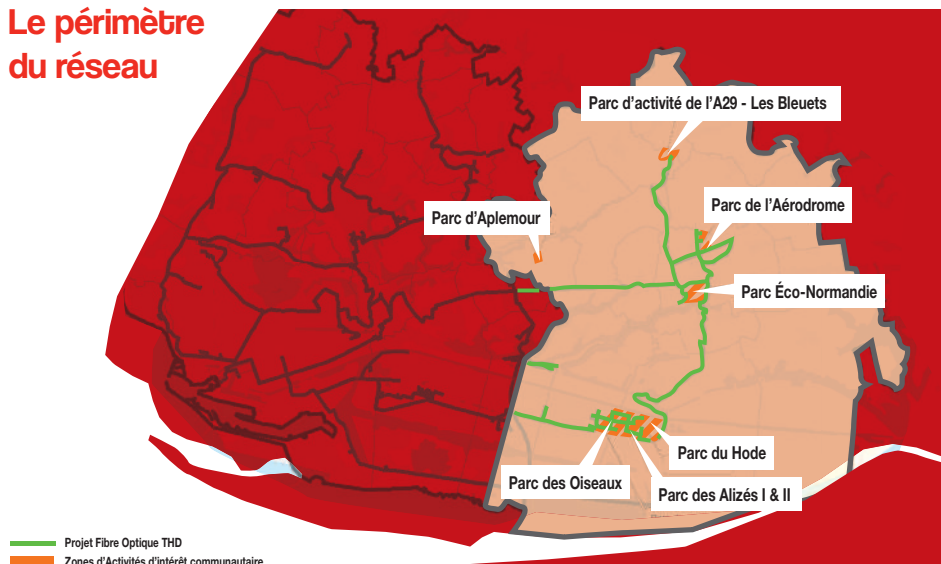 Le périmètre
du réseau
Parc d'activité de l'A29 - Les Bleuets
Parc d'Aplemour
Parc de l'Aérodrome
Parc Éco-Normandie
Parc du Hode
Parc des Oiseaux
Parc des Alizés I & II
Projet Fibre Optique THD
Zones d'Activités d'intérêt communautaire